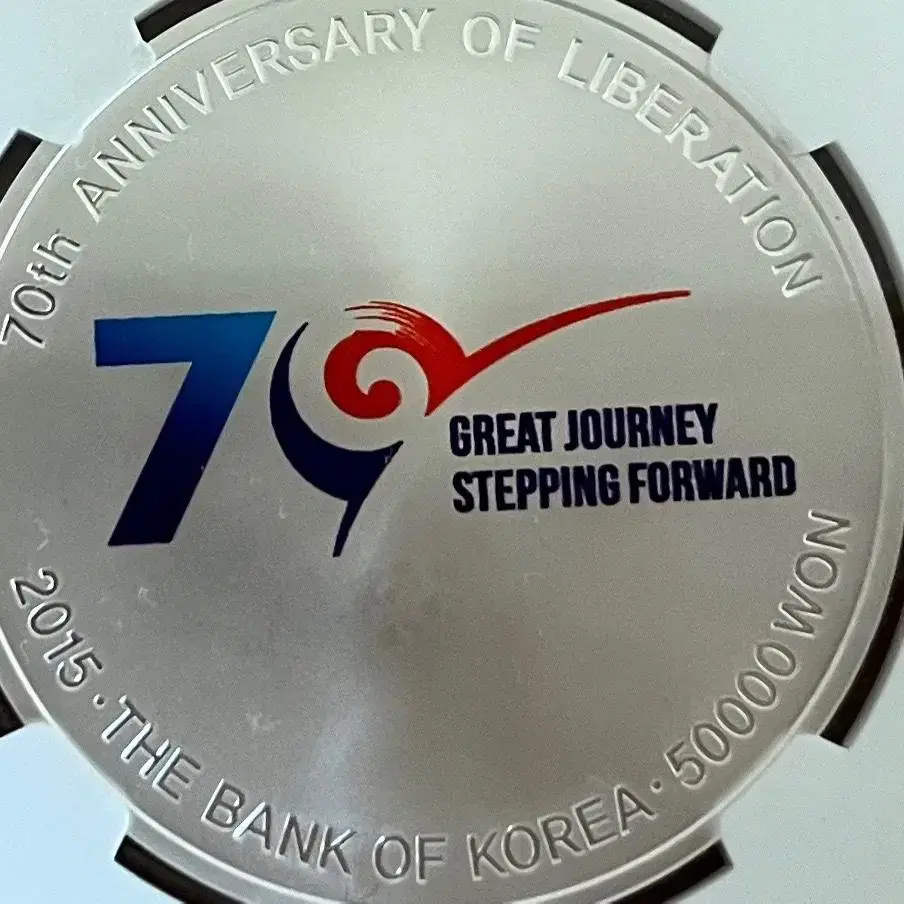 70th ANNIVERSARY OF LIBERATION
70
GREAT JOURNEY
STEPPING FORWARD
2015·THE BANK OF KOREA·50000 WON